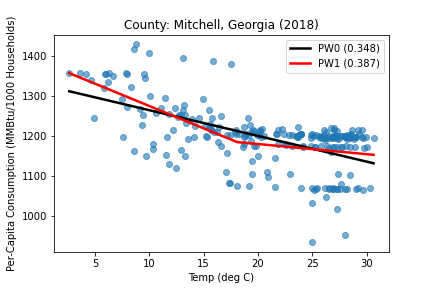 County: Mitchell, Georgia (2018)
PW0 (0.348)
PW1 (0.387)
Per-Capita Consumption (MMBtu/1000 Households)
1400
1300
1200
1100
1000
5 10 15 20 25 30
Temp (deg C)